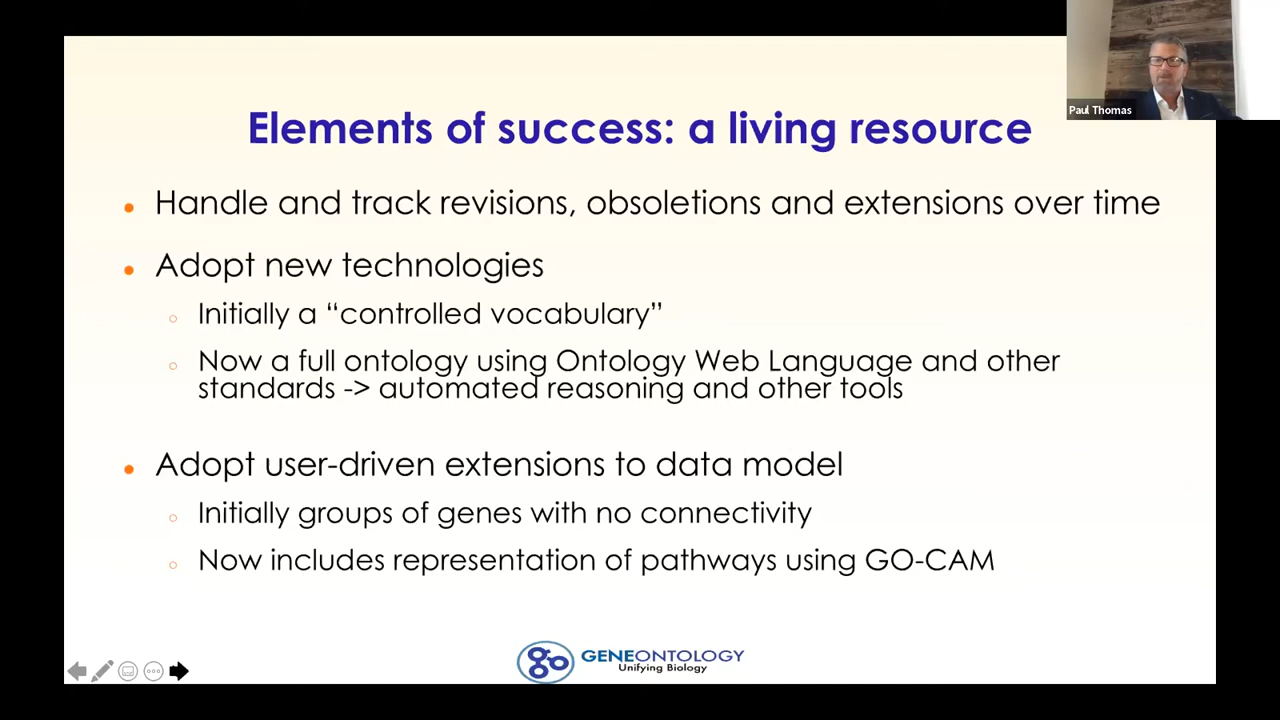 Paul Thomas
Elements of success: a living resource
• Handle and track revisions, obsoletions and extensions over time
• Adopt new technologies
○ Initially a “controlled vocabulary”
○ Now a full ontology using Ontology Web Language and other
standards -> automated reasoning and other tools
• Adopt user-driven extensions to data model
○ Initially groups of genes with no connectivity
○ Now includes representation of pathways using GO-CAM
go GENEONTOLOGY
Unifying Biology